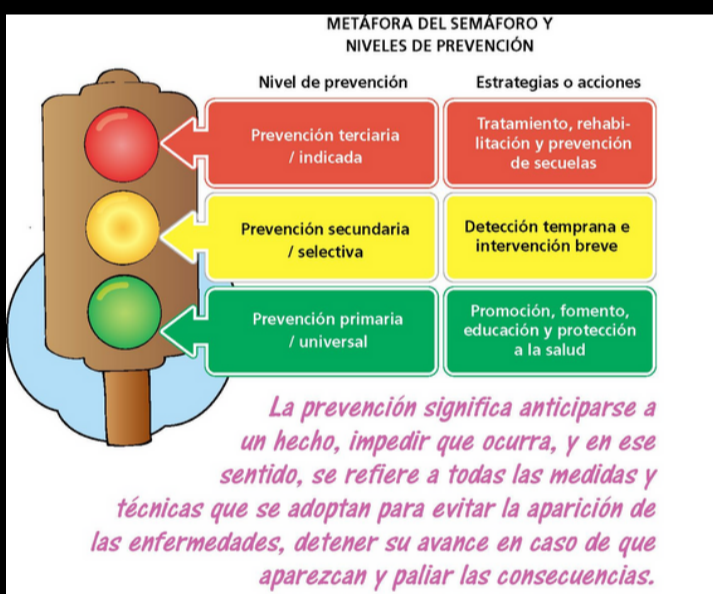 METÁFORA DEL SEMÁFORO Y
NIVELES DE PREVENCIÓN
Nivel de prevención
Estrategias o acciones
Prevención terciaria
/ indicada
Tratamiento, rehabi-
litación y prevención
de secuelas
Prevención secundaria
/ selectiva
Detección temprana e
intervención breve
Prevención primaria
/ universal
Promoción, fomento,
educación y protección
a la salud
La prevención significa anticiparse a
un hecho, impedir que ocurra, y en ese
sentido, se refiere a todas las medidas y
técnicas que se adoptan para evitar la aparición de
las enfermedades, detener su avance en caso de que
aparezcan y paliar las consecuencias.